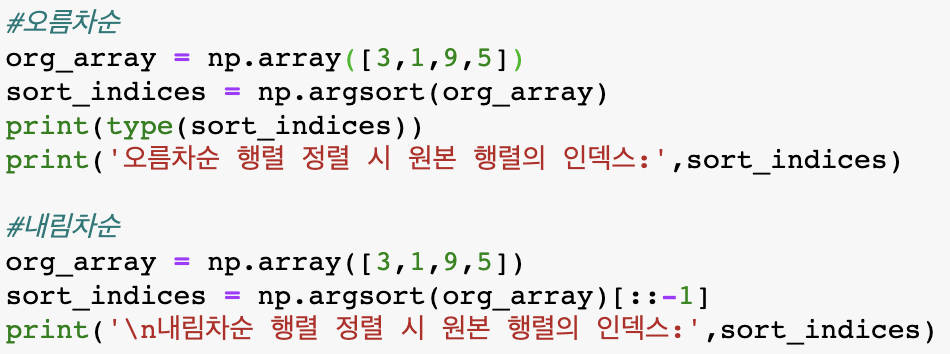 #오름차순
org_array = np.array([3,1,9,5])
sort_indices = np.argsort(org_array)
print(type(sort_indices))
print('오름차순 행렬 정렬 시 원본 행렬의 인덱스:',sort_indices)
#내림차순
org_array = np.array([3,1,9,5])
sort_indices = np.argsort(org_array)[::-1]
print('\n내림차순 행렬 정렬 시 원본 행렬의 인덱스:',sort_indices)